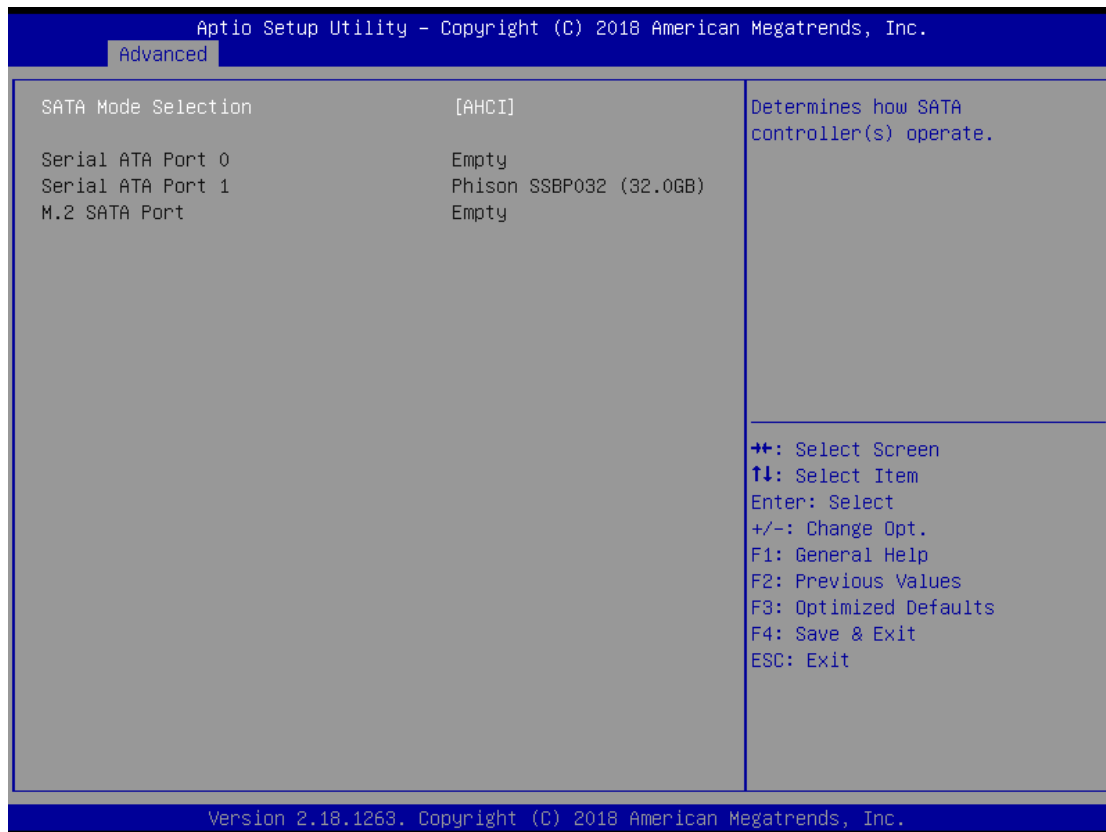 Aptio Setup Utility – Copyright (C) 2018 American Megatrends, Inc.
Advanced
SATA Mode Selection [AHCI]
Serial ATA Port 0 Empty
Serial ATA Port 1 Phison SSBP032 (32.0GB)
M.2 SATA Port Empty
Determines how SATA
controller(s) operate.
→←: Select Screen
↑↓: Select Item
Enter: Select
+/-: Change Opt.
F1: General Help
F2: Previous Values
F3: Optimized Defaults
F4: Save & Exit
ESC: Exit
Version 2.18.1263. Copyright (C) 2018 American Megatrends, Inc.